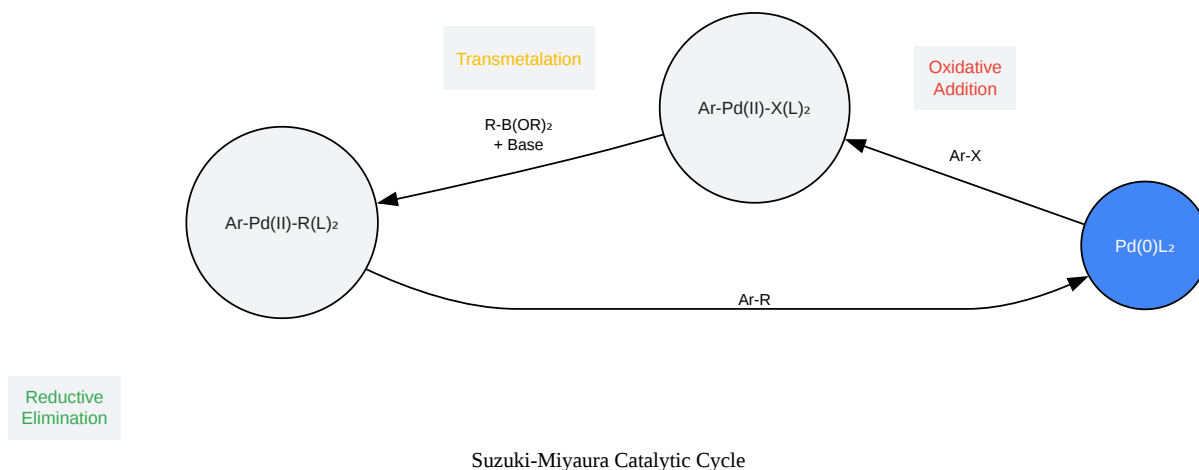 Transmetalation
Oxidative
Addition
Ar-Pd(II)-X(L)₂
R-B(OR)₂
+ Base
Ar-X
Ar-Pd(II)-R(L)₂
Pd(0)L₂
Ar-R
Reductive
Elimination
Suzuki-Miyaura Catalytic Cycle